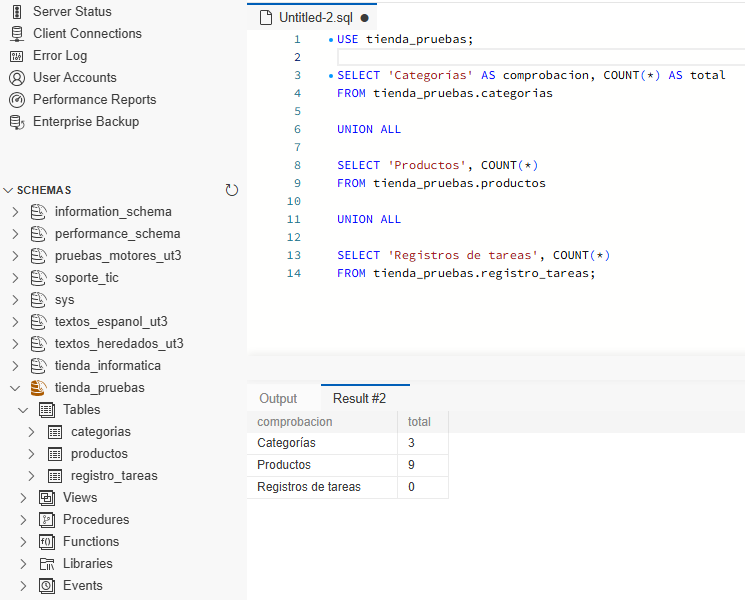 Server Status
Client Connections
Error Log
User Accounts
Performance Reports
Enterprise Backup
SCHEMAS
information_schema
performance_schema
pruebas_motores_ut3
soporte_tic
sys
textos_espanol_ut3
textos_heredados_ut3
tienda_informatica
tienda_pruebas
Tables
categorias
productos
registro_tareas
Views
Procedures
Functions
Libraries
Events
Untitled-2.sql
1 USE tienda_pruebas;
2
3 SELECT 'Categorías' AS comprobacion, COUNT(*) AS total
4 FROM tienda_pruebas.categorias
5
6 UNION ALL
7
8 SELECT 'Productos', COUNT(*)
9 FROM tienda_pruebas.productos
10
11 UNION ALL
12
13 SELECT 'Registros de tareas', COUNT(*)
14 FROM tienda_pruebas.registro_tareas;
Output Result #2
comprobacion total
Categorías 3
Productos 9
Registros de tareas 0